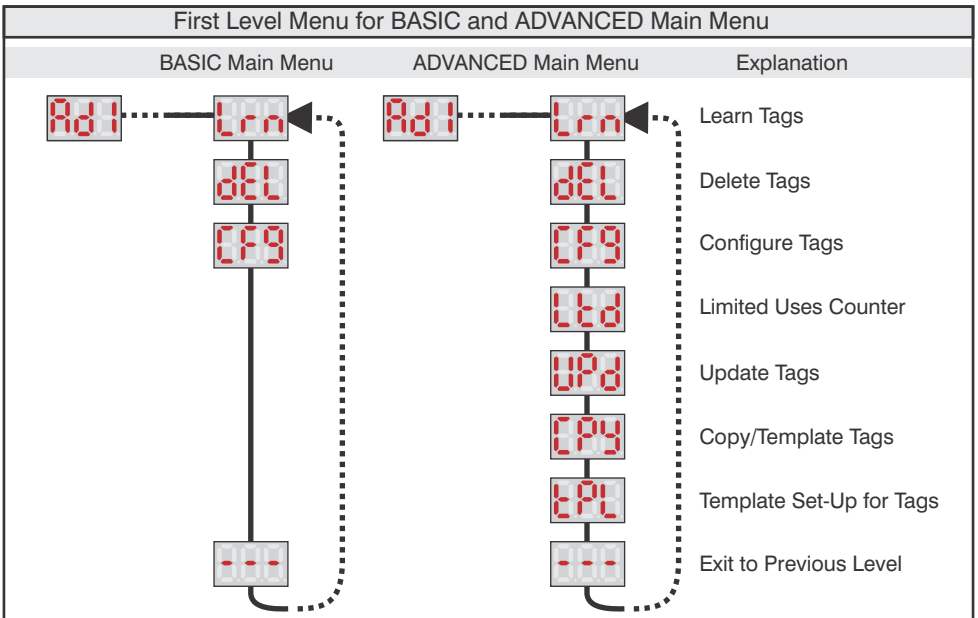 First Level Menu for BASIC and ADVANCED Main Menu
BASIC Main Menu ADVANCED Main Menu Explanation
Ad1 Lrn Ad1 Lrn Learn Tags
dEL dEL Delete Tags
CFg CFg Configure Tags
Ltd Limited Uses Counter
UPd Update Tags
CPY Copy/Template Tags
tPL Template Set-Up for Tags
--- --- Exit to Previous Level